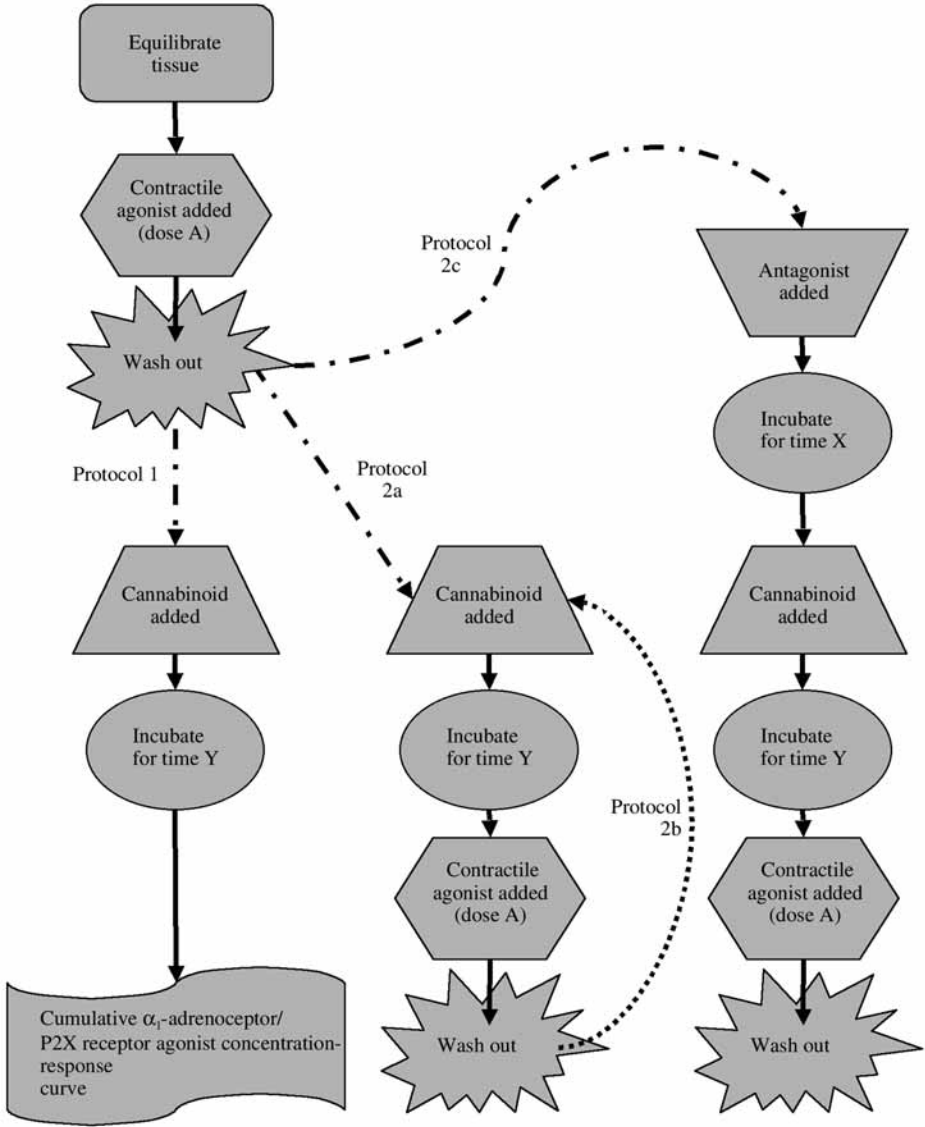 Equilibrate
tissue
Contractile
agonist added
(dose A)
Wash out
Protocol 1
Cannabinoid
added
Incubate
for time Y
Cumulative α₁-adrenoceptor/
P2X receptor agonist concentration-
response
curve
Protocol
2a
Cannabinoid
added
Incubate
for time Y
Contractile
agonist added
(dose A)
Wash out
Protocol
2b
Protocol
2c
Antagonist
added
Incubate
for time X
Cannabinoid
added
Incubate
for time Y
Contractile
agonist added
(dose A)
Wash out